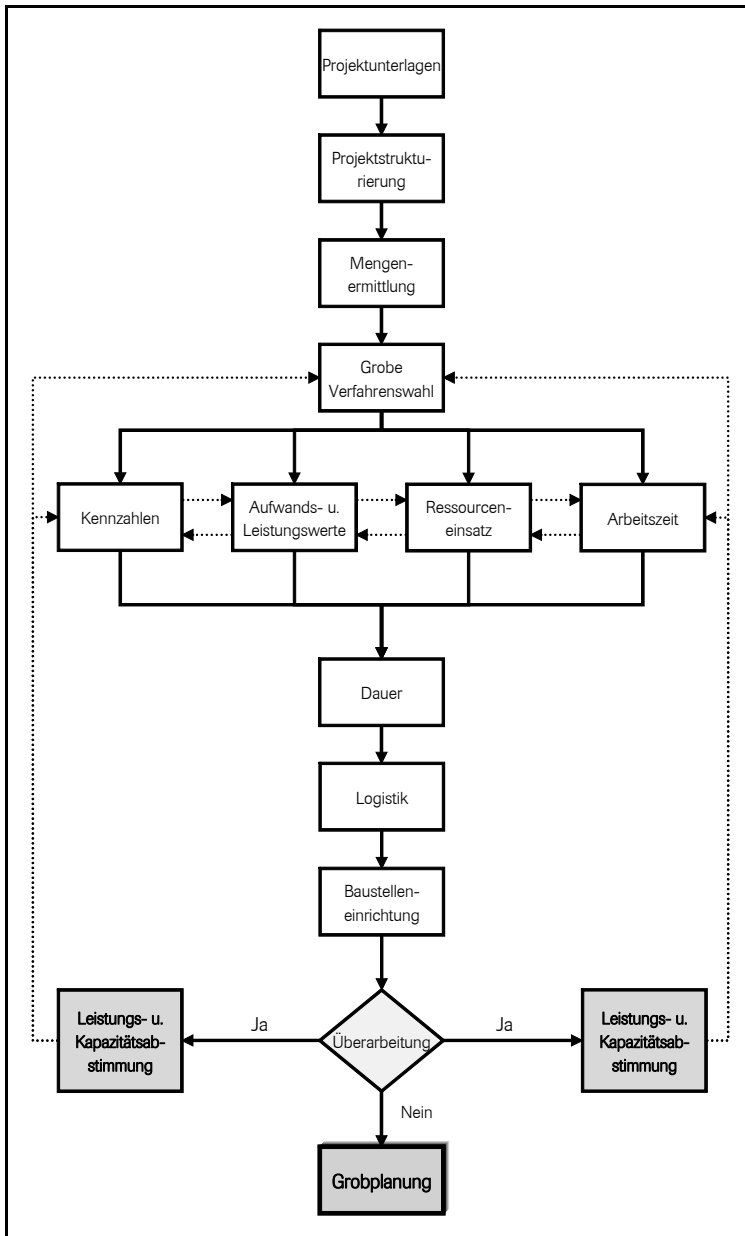 Projektunterlagen
Projektstruktu-
rierung
Mengen-
ermittlung
Grobe
Verfahrenswahl
Kennzahlen
Aufwands- u.
Leistungswerte
Ressourcen-
einsatz
Arbeitszeit
Dauer
Logistik
Baustellen-
einrichtung
Leistungs- u.
Kapazitätsab-
stimmung
Ja
Überarbeitung
Ja
Leistungs- u.
Kapazitätsab-
stimmung
Nein
Grobplanung